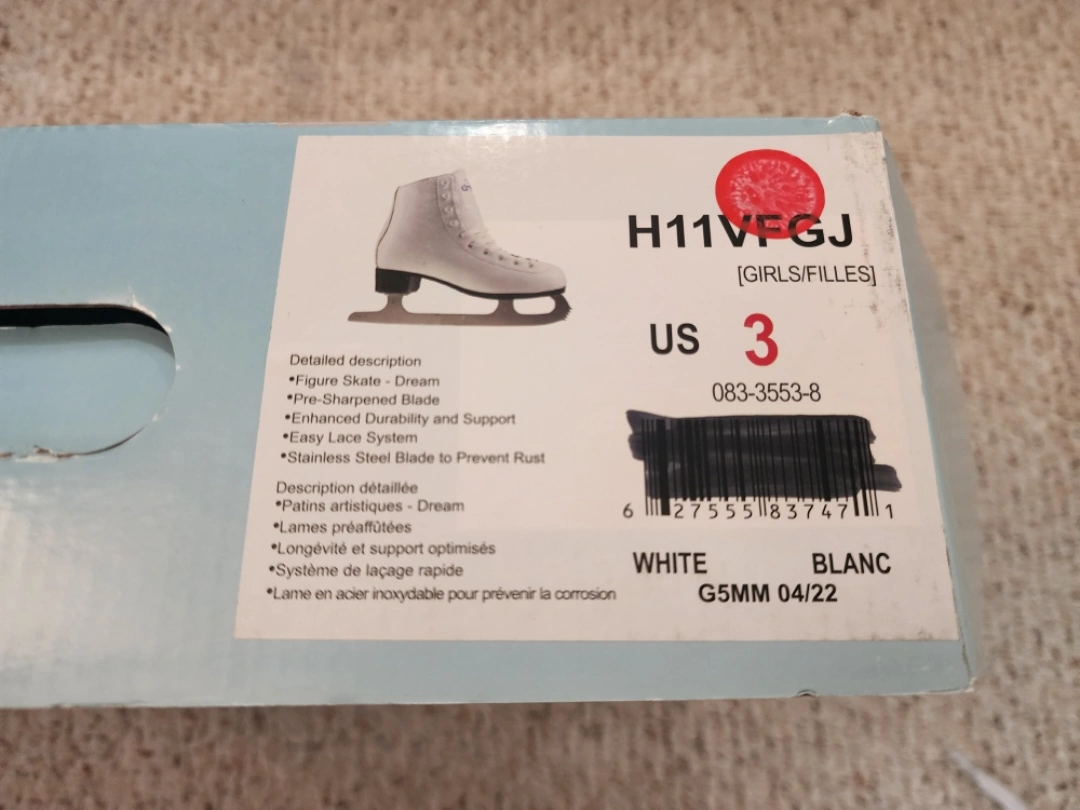 H11VFGJ
[GIRLS/FILLES]
US 3
083-3553-8
Detailed description
•Figure Skate - Dream
•Pre-Sharpened Blade
•Enhanced Durability and Support
•Easy Lace System
•Stainless Steel Blade to Prevent Rust
Description détaillée
•Patins artistiques - Dream
•Lames préaffûtées
•Longévité et support optimisés
•Système de laçage rapide
•Lame en acier inoxydable pour prévenir la corrosion
6 27555 83747 1
WHITE BLANC
G5MM 04/22